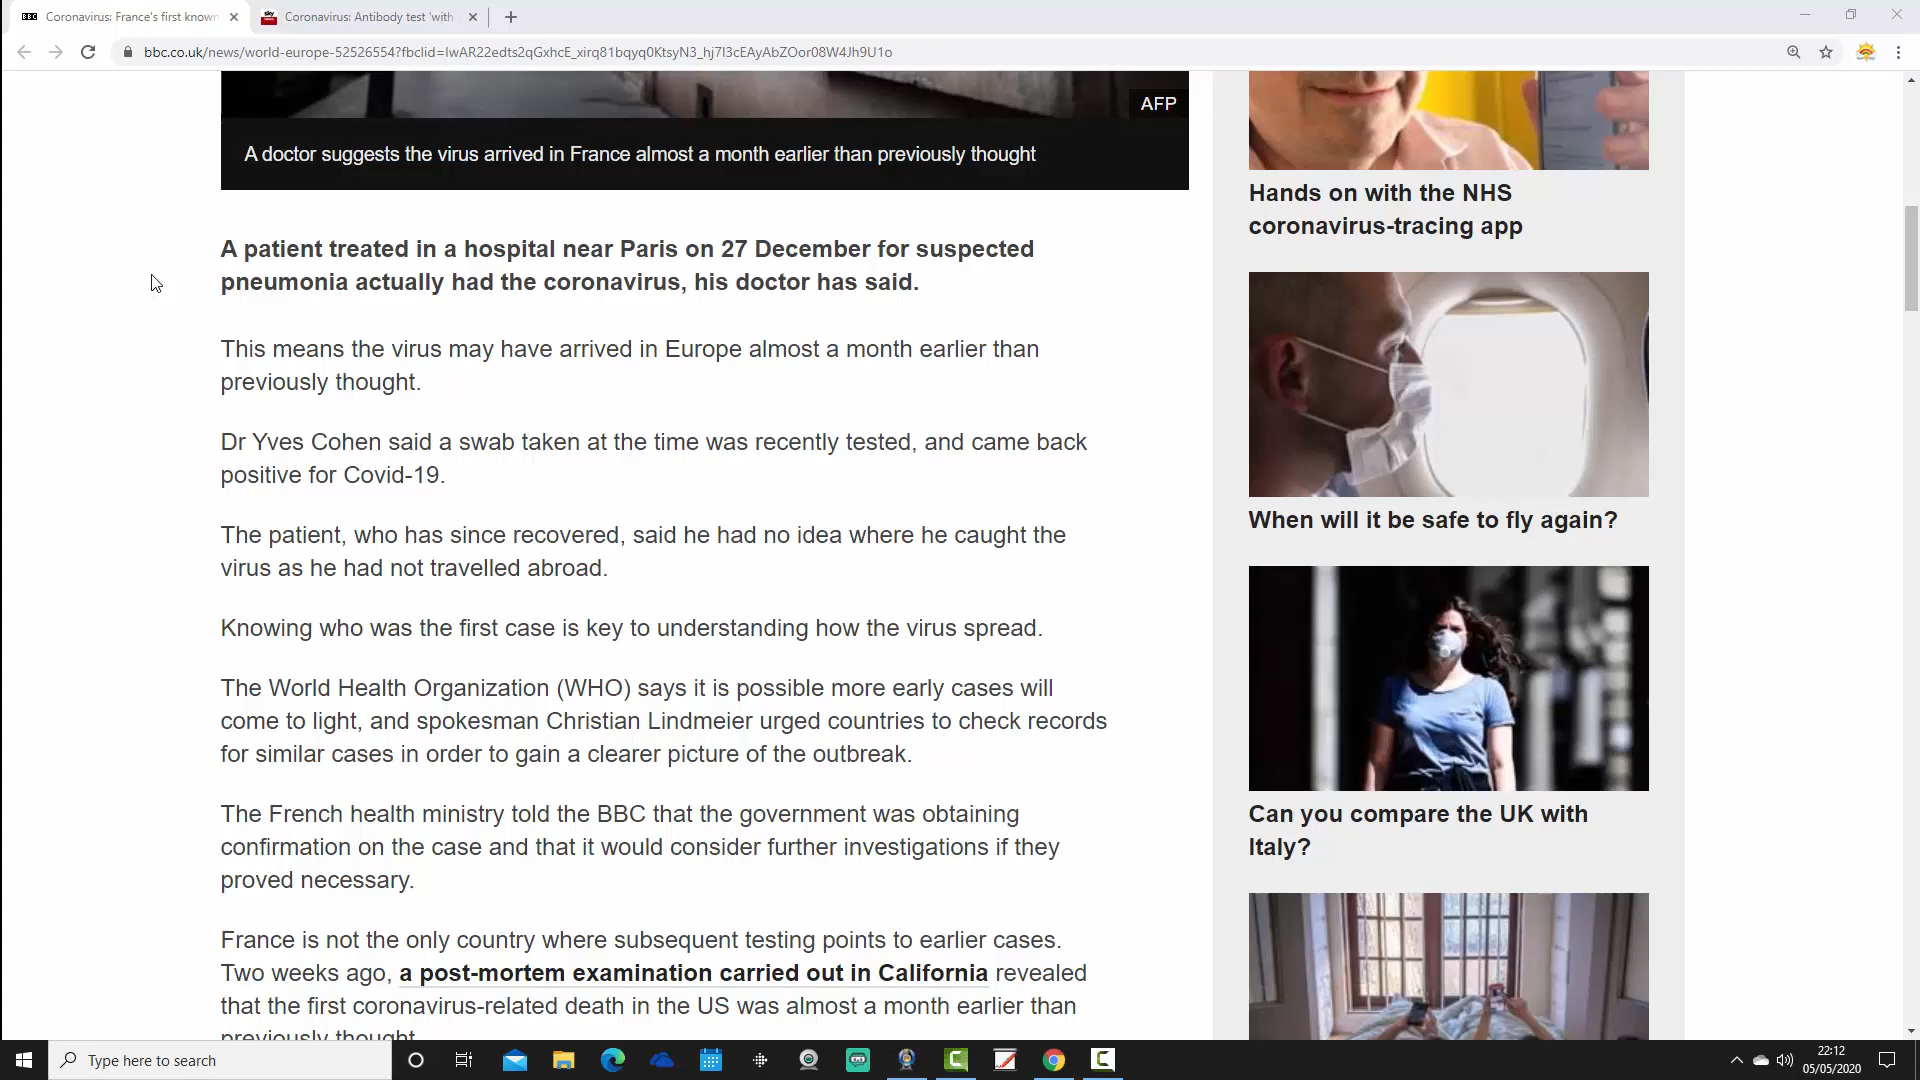 Coronavirus: France's first known
Coronavirus: Antibody test 'with
bbc.co.uk/news/world-europe-52526554?fbclid=IwAR22edts2qGxhcE_xirq81bqyq0KtsyN3_hj7I3cEAyAbZOor08W4Jh9U1o
AFP
A doctor suggests the virus arrived in France almost a month earlier than previously thought
A patient treated in a hospital near Paris on 27 December for suspected
pneumonia actually had the coronavirus, his doctor has said.
This means the virus may have arrived in Europe almost a month earlier than
previously thought.
Dr Yves Cohen said a swab taken at the time was recently tested, and came back
positive for Covid-19.
The patient, who has since recovered, said he had no idea where he caught the
virus as he had not travelled abroad.
Knowing who was the first case is key to understanding how the virus spread.
The World Health Organization (WHO) says it is possible more early cases will
come to light, and spokesman Christian Lindmeier urged countries to check records
for similar cases in order to gain a clearer picture of the outbreak.
The French health ministry told the BBC that the government was obtaining
confirmation on the case and that it would consider further investigations if they
proved necessary.
France is not the only country where subsequent testing points to earlier cases.
Two weeks ago, a post-mortem examination carried out in California revealed
that the first coronavirus-related death in the US was almost a month earlier than
previously thought
Hands on with the NHS
coronavirus-tracing app
When will it be safe to fly again?
Can you compare the UK with
Italy?
Type here to search
22:12
05/05/2020